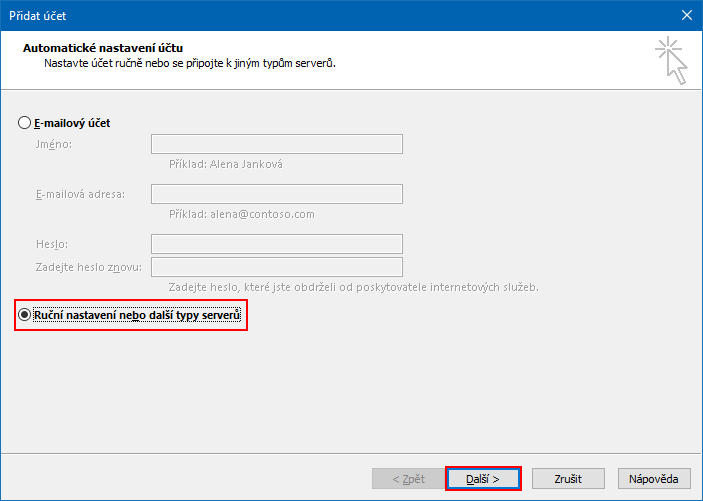 Přidat účet
Automatické nastavení účtu
Nastavte účet ručně nebo se připojte k jiným typům serverů.
E-mailový účet
Jméno:
Příklad: Alena Janková
E-mailová adresa:
Příklad: alena@contoso.com
Heslo:
Zadejte heslo znovu:
Zadejte heslo, které jste obdrželi od poskytovatele internetových služeb.
Ruční nastavení nebo další typy serverů
< Zpět Další > Zrušit Nápověda